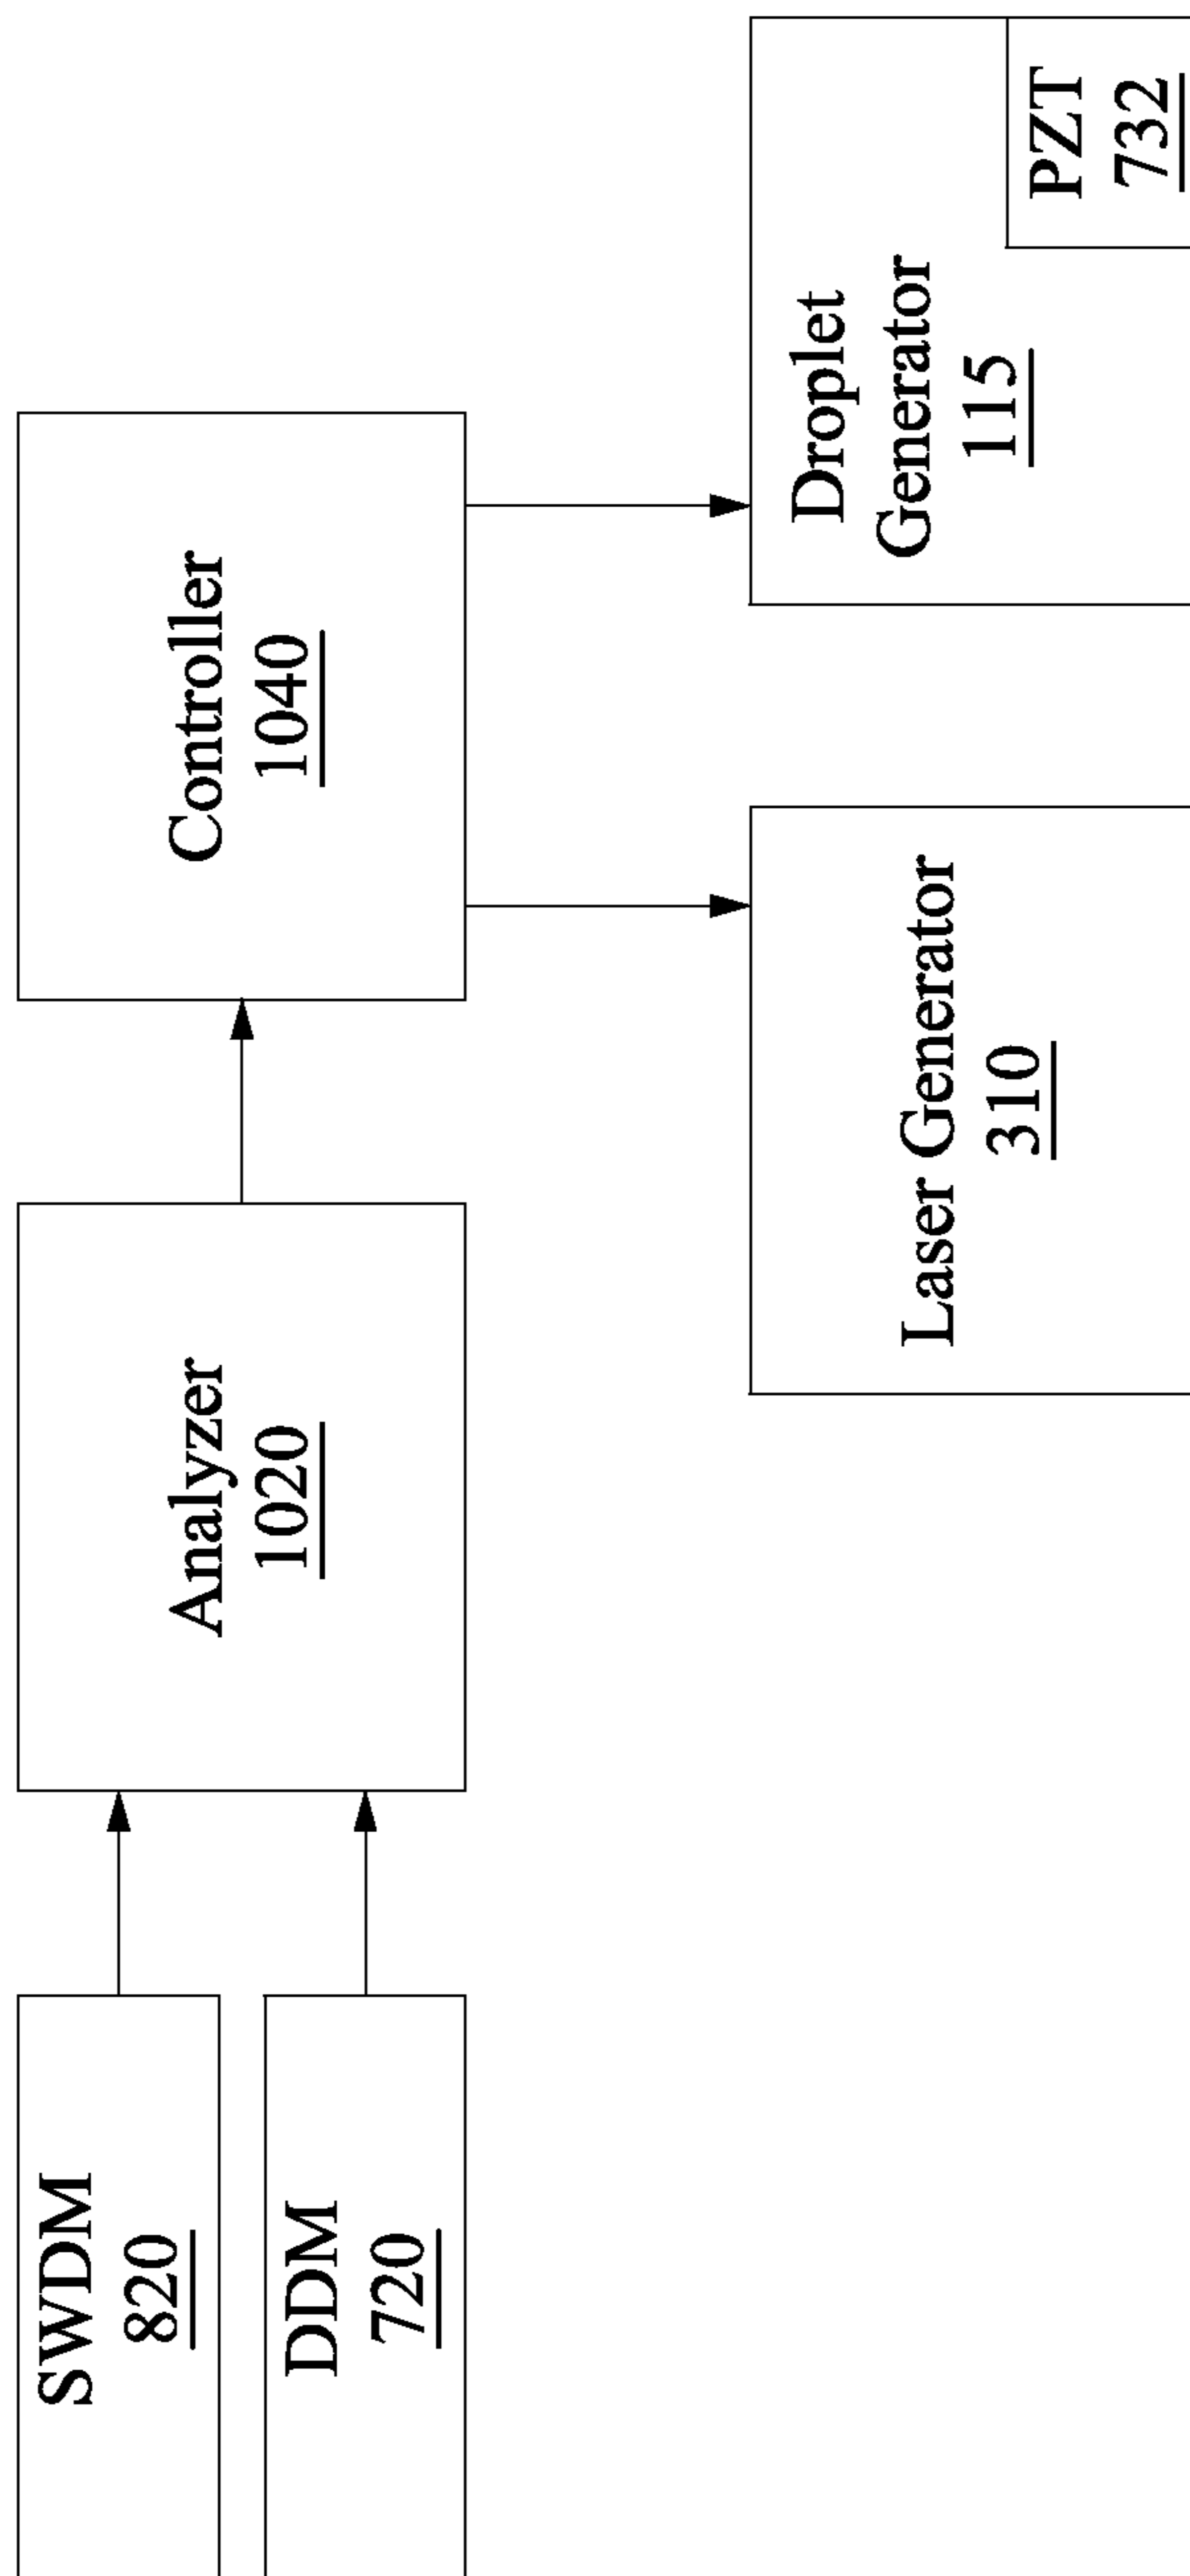 SWDM
820
DDM
720
Analyzer
1020
Controller
1040
Laser Generator
310
Droplet
Generator
115
PZT
732